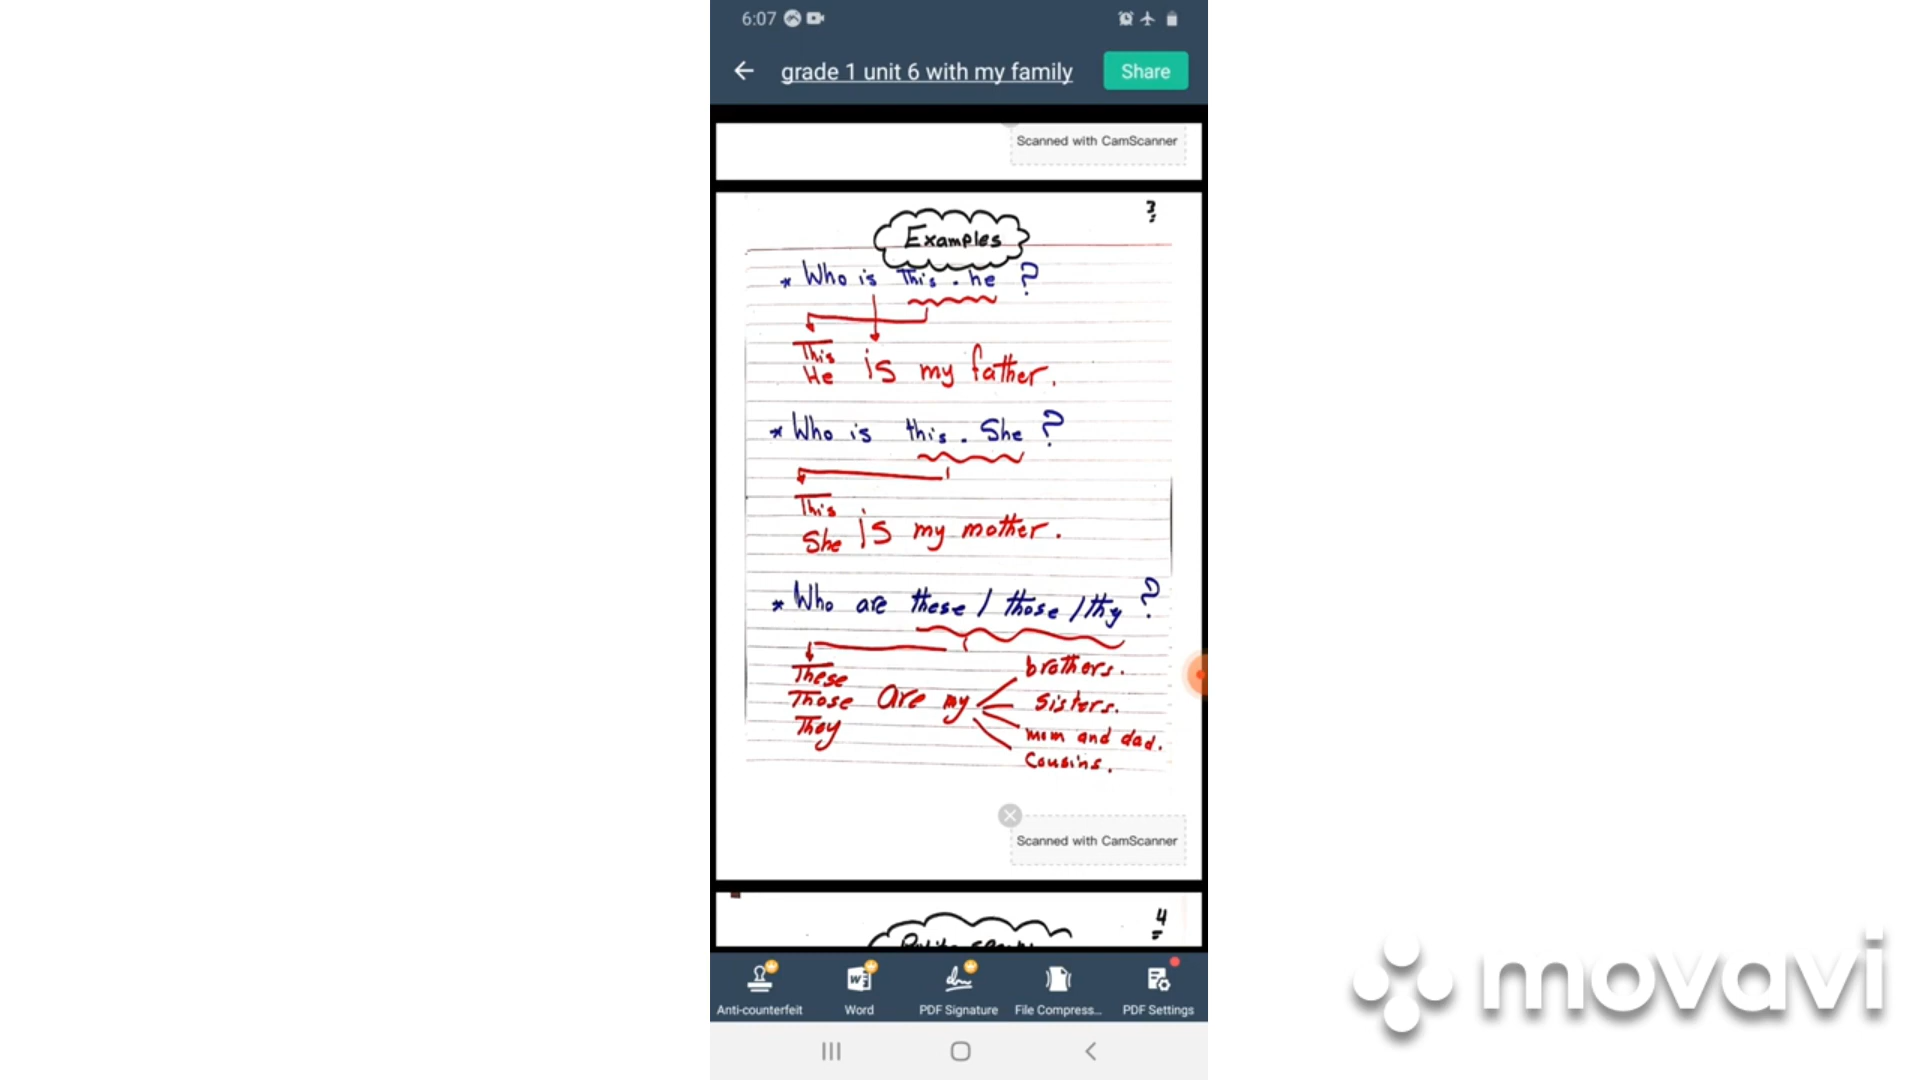 6:07
grade 1 unit 6 with my family
Share
Scanned with CamScanner
3
Examples
* Who is This . he ?
This
He is my father.
* Who is this . She ?
This
She is my mother.
* Who are these / those / thy ?
These
Those are my
They
brothers.
Sisters.
mom and dad.
Cousins.
Scanned with CamScanner
4
Anti-counterfeit
Word
PDF Signature
File Compress...
PDF Settings
movavi